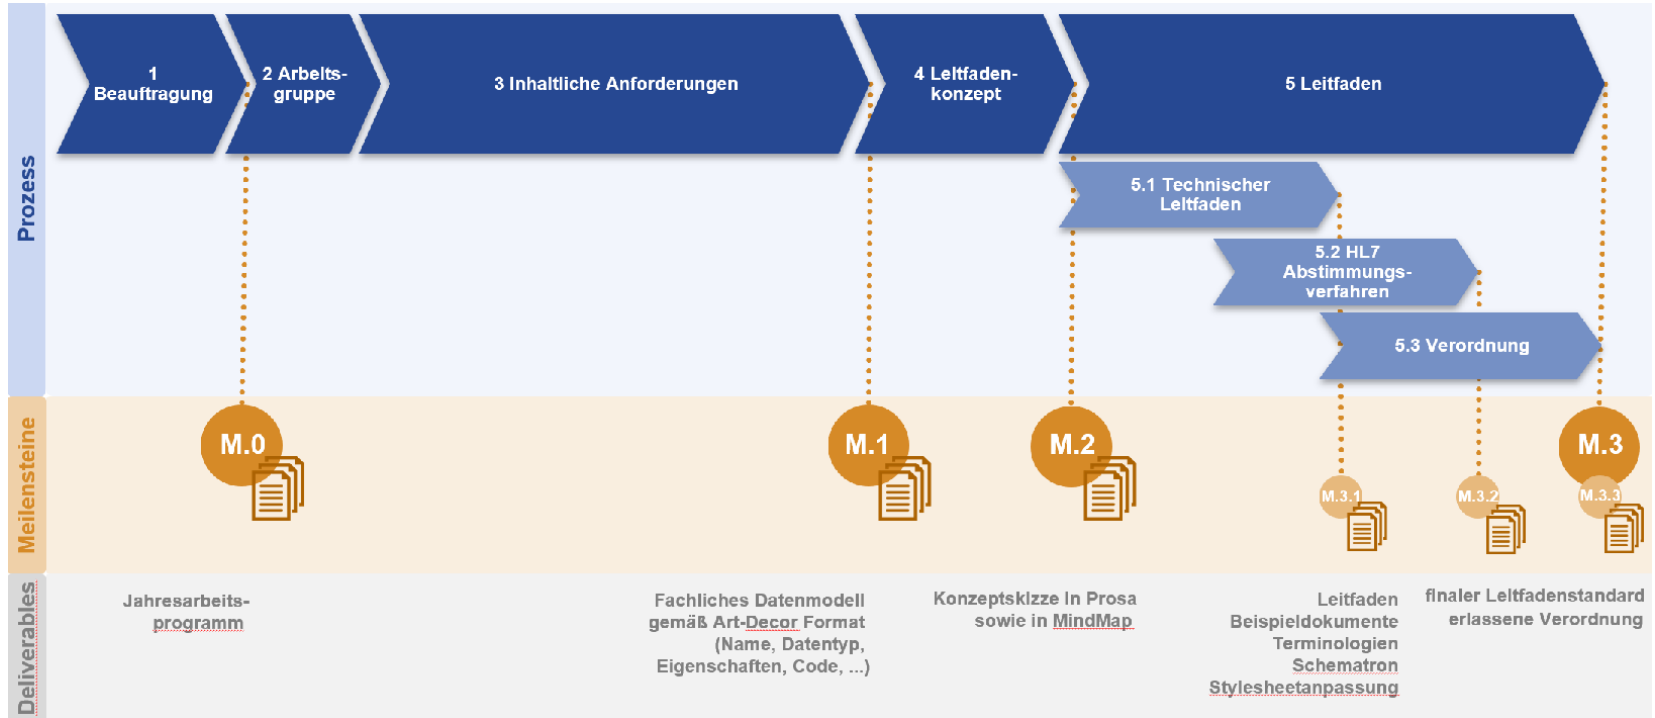 Prozess
1
Beauftragung
2 Arbeits-
gruppe
3 Inhaltliche Anforderungen
4 Leitfaden-
konzept
5 Leitfaden
5.1 Technischer
Leitfaden
5.2 HL7
Abstimmungs-
verfahren
5.3 Verordnung
Meilensteine
M.0
M.1
M.2
M.3
M.3.1
M.3.2
M.3.3
Deliverables
Jahresarbeits-
programm
Fachliches Datenmodell
gemäß Art-Decor Format
(Name, Datentyp,
Eigenschaften, Code, ...)
Konzeptskizze in Prosa
sowie in MindMap
Leitfaden
Beispieldokumente
Terminologien
Schematron
Stylesheetanpassung
finaler Leitfadenstandard
erlassene Verordnung